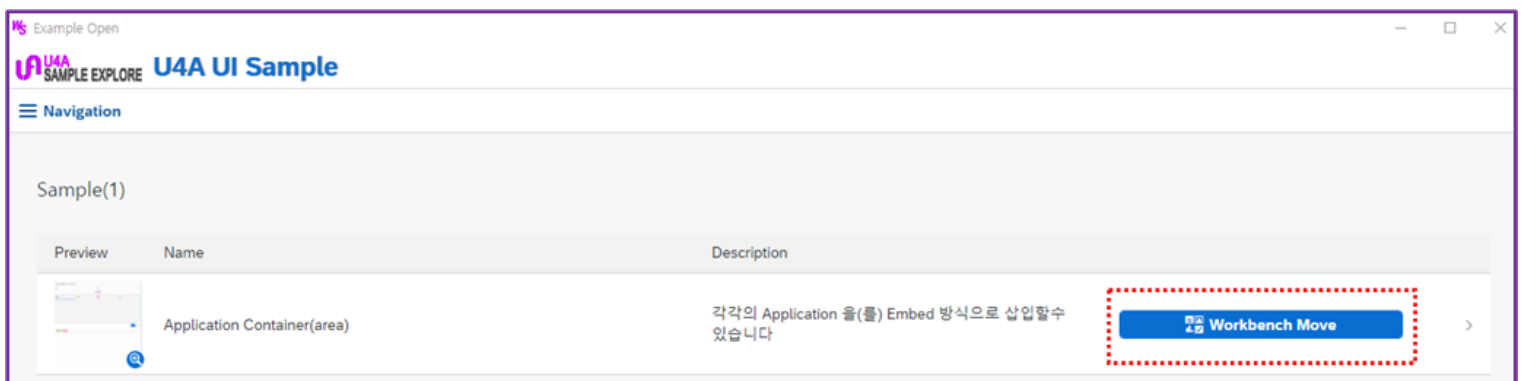 WS Example Open
U4A
SAMPLE EXPLORE U4A UI Sample
Navigation
Sample(1)
Preview Name Description
Application Container(area) 각각의 Application 을(를) Embed 방식으로 삽입할수
있습니다
Workbench Move